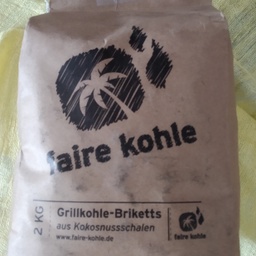 faire kohle
2 KG
Grillkohle-Briketts
aus Kokosnussschalen
www.faire-kohle.de
faire kohle